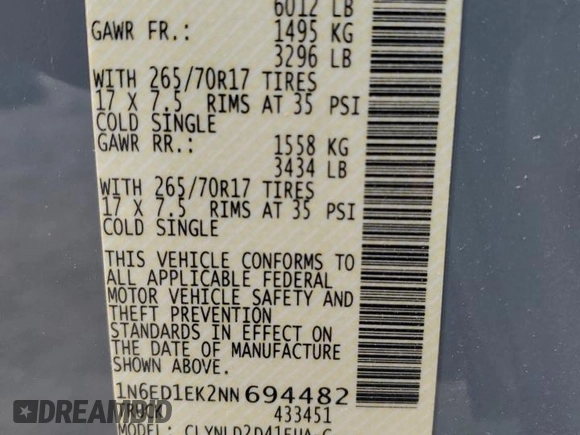 6012 LB
GAWR FR.: 1495 KG
3296 LB
WITH 265/70R17 TIRES
17 X 7.5 RIMS AT 35 PSI
COLD SINGLE
GAWR RR.: 1558 KG
3434 LB
WITH 265/70R17 TIRES
17 X 7.5 RIMS AT 35 PSI
COLD SINGLE
THIS VEHICLE CONFORMS TO
ALL APPLICABLE FEDERAL
MOTOR VEHICLE SAFETY AND
THEFT PREVENTION
STANDARDS IN EFFECT ON
THE DATE OF MANUFACTURE
SHOWN ABOVE.
1N6ED1EK2NN694482
TRUCK 433451
MODEL:
DREAMBID
.com